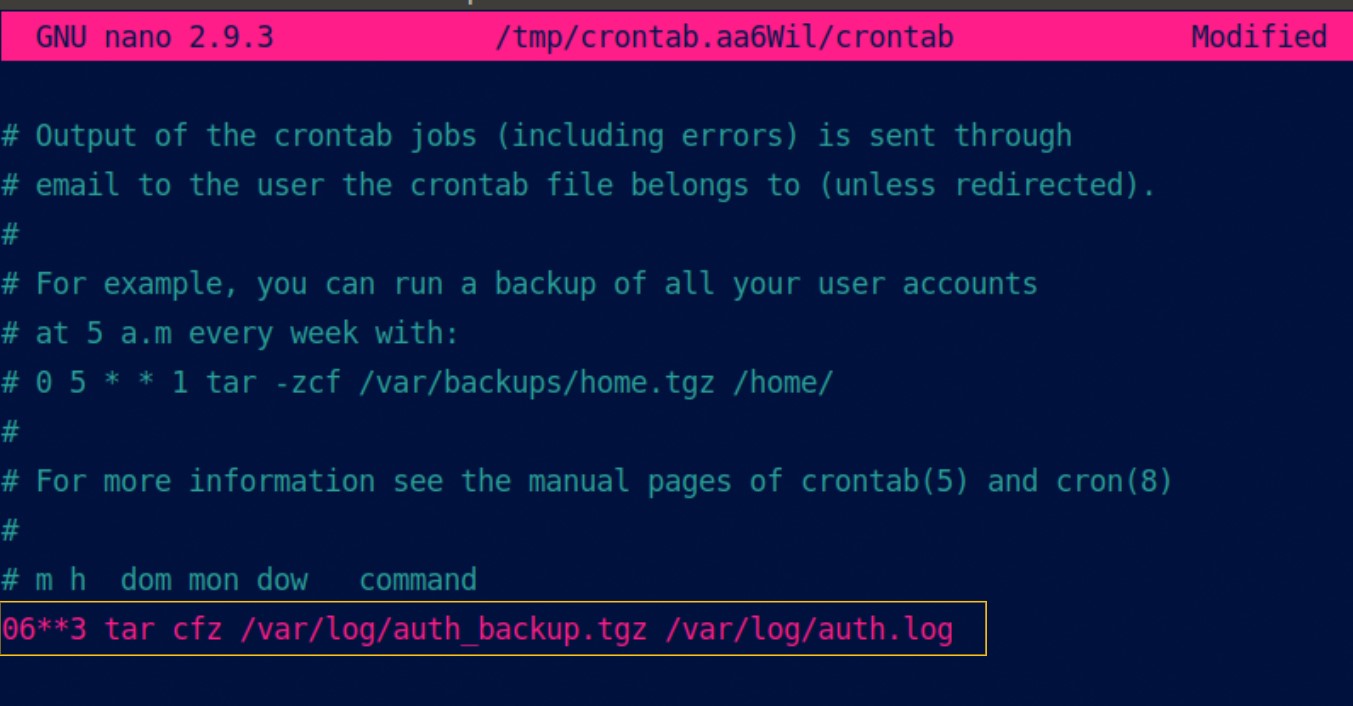 GNU nano 2.9.3 /tmp/crontab.aa6Wil/crontab Modified
# Output of the crontab jobs (including errors) is sent through
# email to the user the crontab file belongs to (unless redirected).
#
# For example, you can run a backup of all your user accounts
# at 5 a.m every week with:
# 0 5 * * 1 tar -zcf /var/backups/home.tgz /home/
#
# For more information see the manual pages of crontab(5) and cron(8)
#
# m h  dom mon dow   command
06**3 tar cfz /var/log/auth_backup.tgz /var/log/auth.log